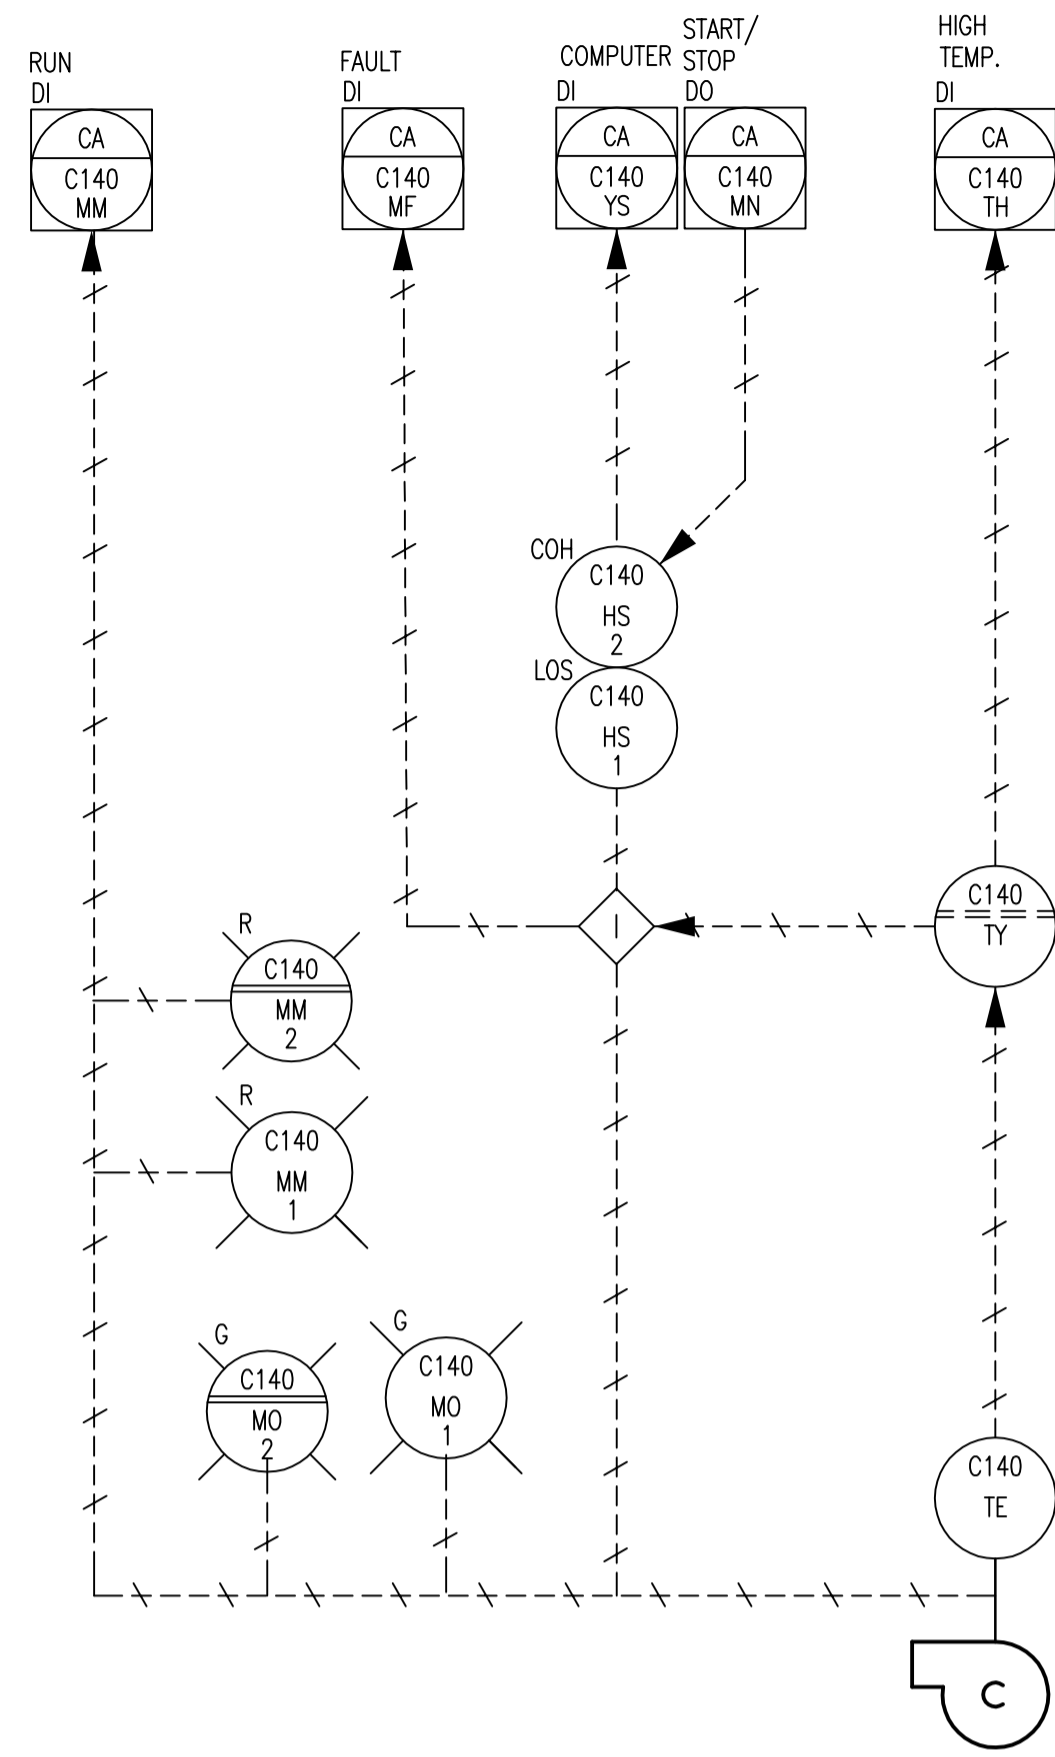 RUN
DI
CA
C140
MM
FAULT
DI
CA
C140
MF
COMPUTER
DI
CA
C140
YS
START/
STOP
DO
CA
C140
MN
HIGH
TEMP.
DI
CA
C140
TH
COH
C140
HS
2
LOS
C140
HS
1
I
C140
TY
R
C140
MM
2
R
C140
MM
1
G
C140
MO
2
G
C140
MO
1
C140
TE
C